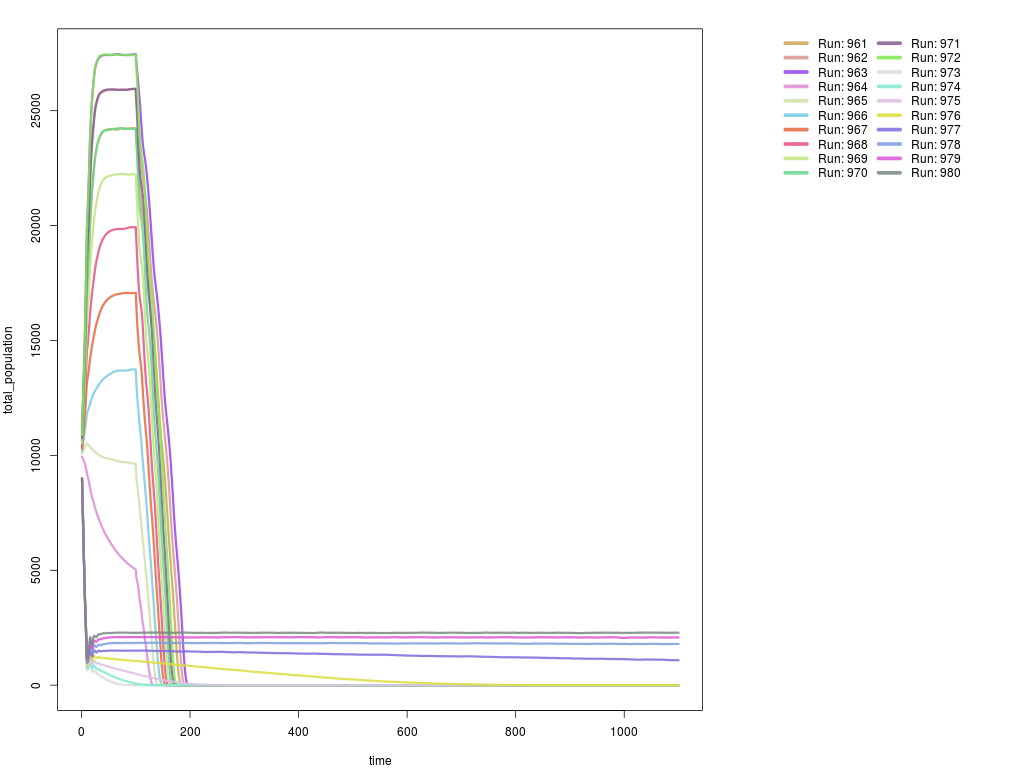 total_population
25000
20000
15000
10000
5000
0
0 200 400 600 800 1000
time
Run: 961 Run: 971
Run: 962 Run: 972
Run: 963 Run: 973
Run: 964 Run: 974
Run: 965 Run: 975
Run: 966 Run: 976
Run: 967 Run: 977
Run: 968 Run: 978
Run: 969 Run: 979
Run: 970 Run: 980